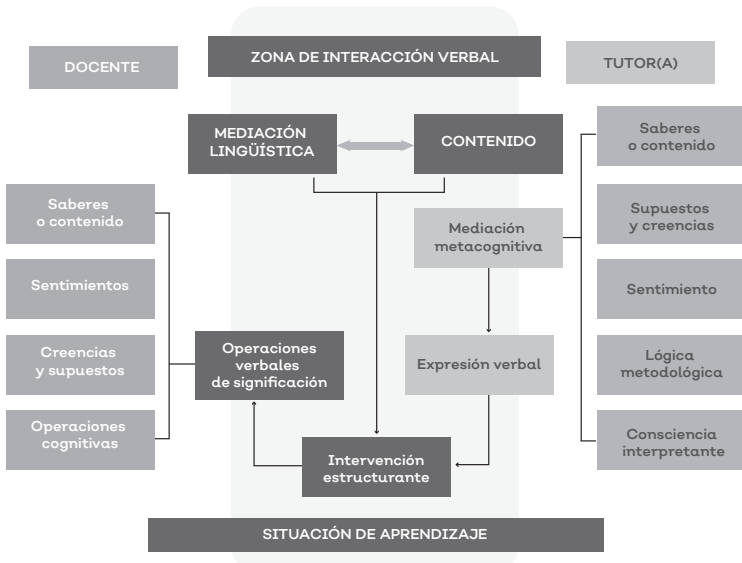 DOCENTE
ZONA DE INTERACCIÓN VERBAL
TUTOR(A)
MEDIACIÓN
LINGÜÍSTICA
CONTENIDO
Saberes
o contenido
Supuestos
y creencias
Sentimiento
Lógica
metodológica
Consciencia
interpretante
Mediación
metacognitiva
Expresión verbal
Saberes
o contenido
Sentimientos
Creencias
y supuestos
Operaciones
cognitivas
Operaciones
verbales
de significación
Intervención
estructurante
SITUACIÓN DE APRENDIZAJE